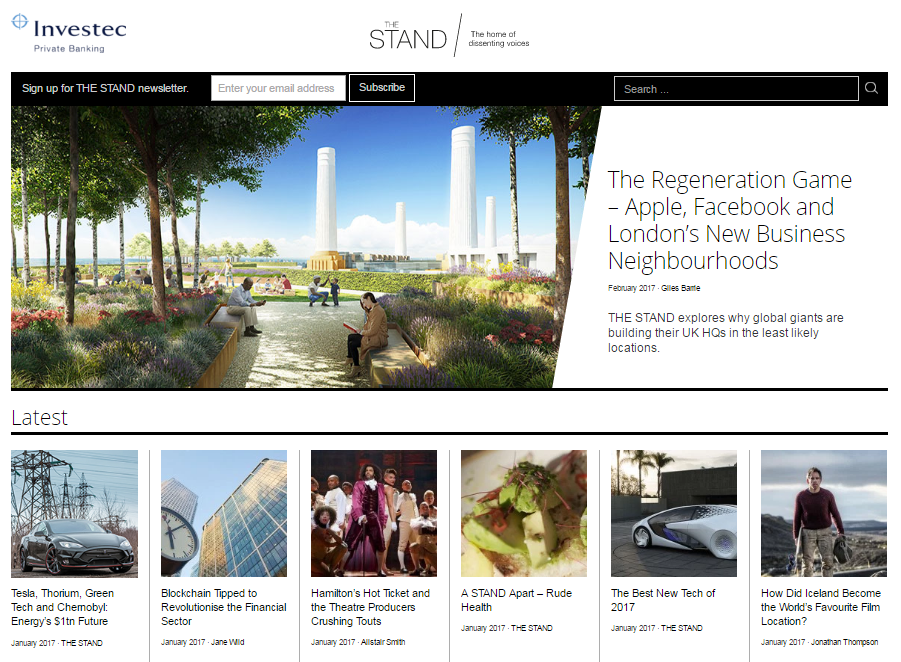 Investec
Private Banking
THE
STAND
The home of
dissenting voices
Sign up for THE STAND newsletter.
Enter your email address
Subscribe
Search ...
The Regeneration Game
– Apple, Facebook and
London's New Business
Neighbourhoods
February 2017 · Giles Barrie
THE STAND explores why global giants are
building their UK HQs in the least likely
locations.
Latest
Tesla, Thorium, Green
Tech and Chernobyl:
Energy's $1tn Future
January 2017 · THE STAND
Blockchain Tipped to
Revolutionise the Financial
Sector
January 2017 · Jane Wild
Hamilton's Hot Ticket and
the Theatre Producers
Crushing Touts
January 2017 · Alistair Smith
A STAND Apart – Rude
Health
January 2017 · THE STAND
The Best New Tech of
2017
January 2017 · THE STAND
How Did Iceland Become
the World's Favourite Film
Location?
January 2017 · Jonathan Thompson